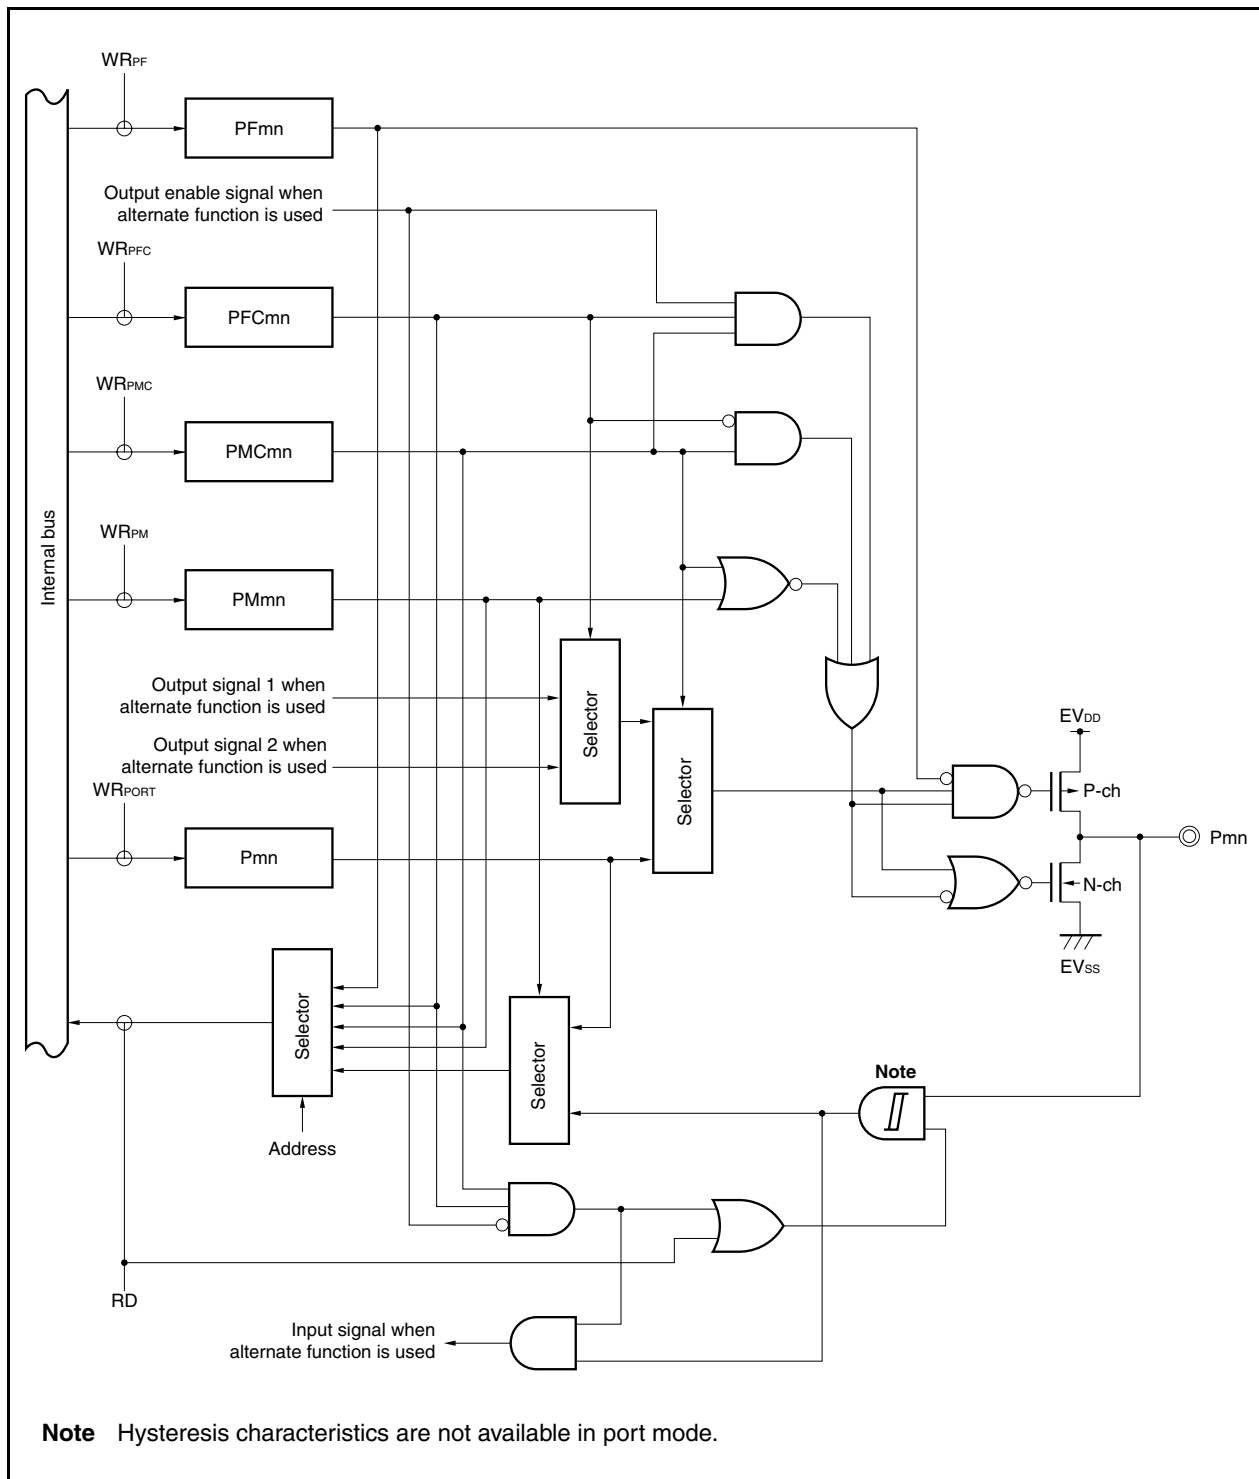 WRPF
PFmn
Output enable signal when
alternate function is used
WRPFC
PFCmn
WRPMC
PMCmn
Internal bus
WRPM
PMmn
Output signal 1 when
alternate function is used
Selector
Output signal 2 when
alternate function is used
Selector
WRPORT
Pmn
EVDD
P-ch
Pmn
N-ch
EVSS
Selector
Selector
Note
Address
RD
Input signal when
alternate function is used
Note Hysteresis characteristics are not available in port mode.